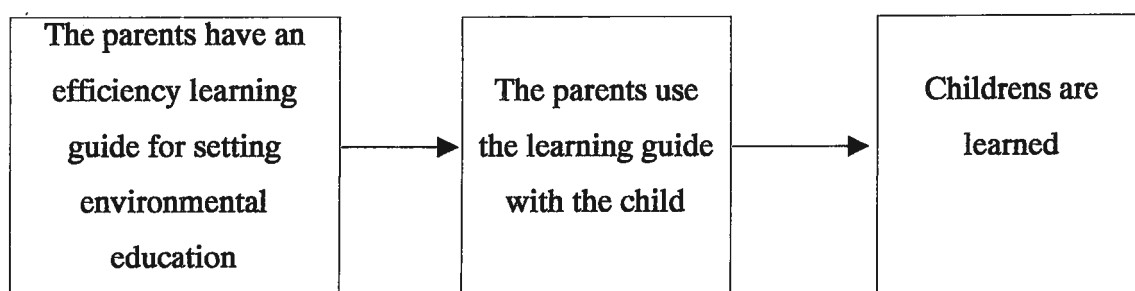 The parents have an
efficiency learning
guide for setting
environmental
education
The parents use
the learning guide
with the child
Childrens are
learned